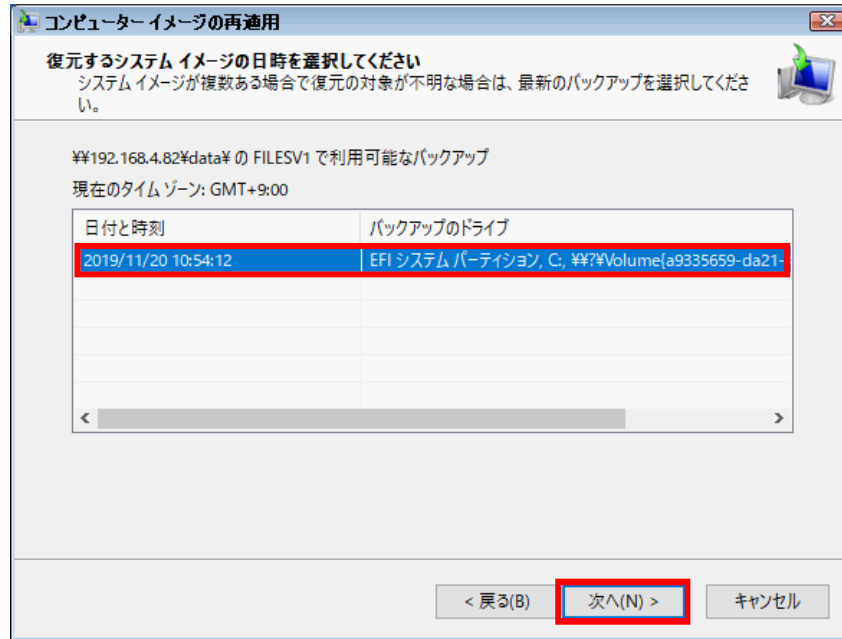 コンピューター イメージの再適用
復元するシステム イメージの日時を選択してください
システム イメージが複数ある場合で復元の対象が不明な場合は、最新のバックアップを選択してくださ
い。
¥¥192.168.4.82¥data¥ の FILESV1 で利用可能なバックアップ
現在のタイム ゾーン: GMT+9:00
日付と時刻 バックアップのドライブ
2019/11/20 10:54:12 EFI システム パーティション, C:, ¥¥?¥Volume{a9335659-da21-
< 戻る(B) 次へ(N) > キャンセル